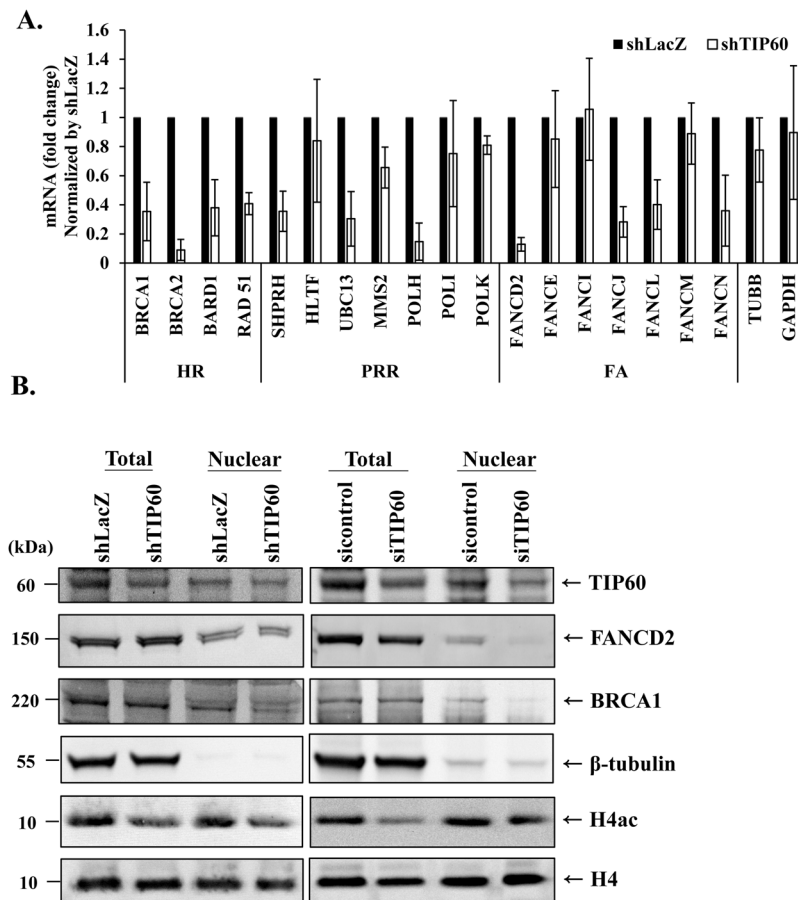 A.
mRNA (fold change)
Normalized by shLacZ
1.6
1.4
1.2
1
0.8
0.6
0.4
0.2
0
shLacZ shTIP60
BRCA1 BRCA2 BARD1 RAD 51 SHPRH HLTF UBC13 MMS2 POLH POLI POLK FANCD2 FANCE FANCI FANCJ FANCL FANCM FANCN TUBB GAPDH
HR PRR FA
B.
Total Nuclear Total Nuclear
(kDa) shLacZ shTIP60 shLacZ shTIP60 sicontrol siTIP60 sicontrol siTIP60
60 ← TIP60
150 ← FANCD2
220 ← BRCA1
55 ← β-tubulin
10 ← H4ac
10 ← H4